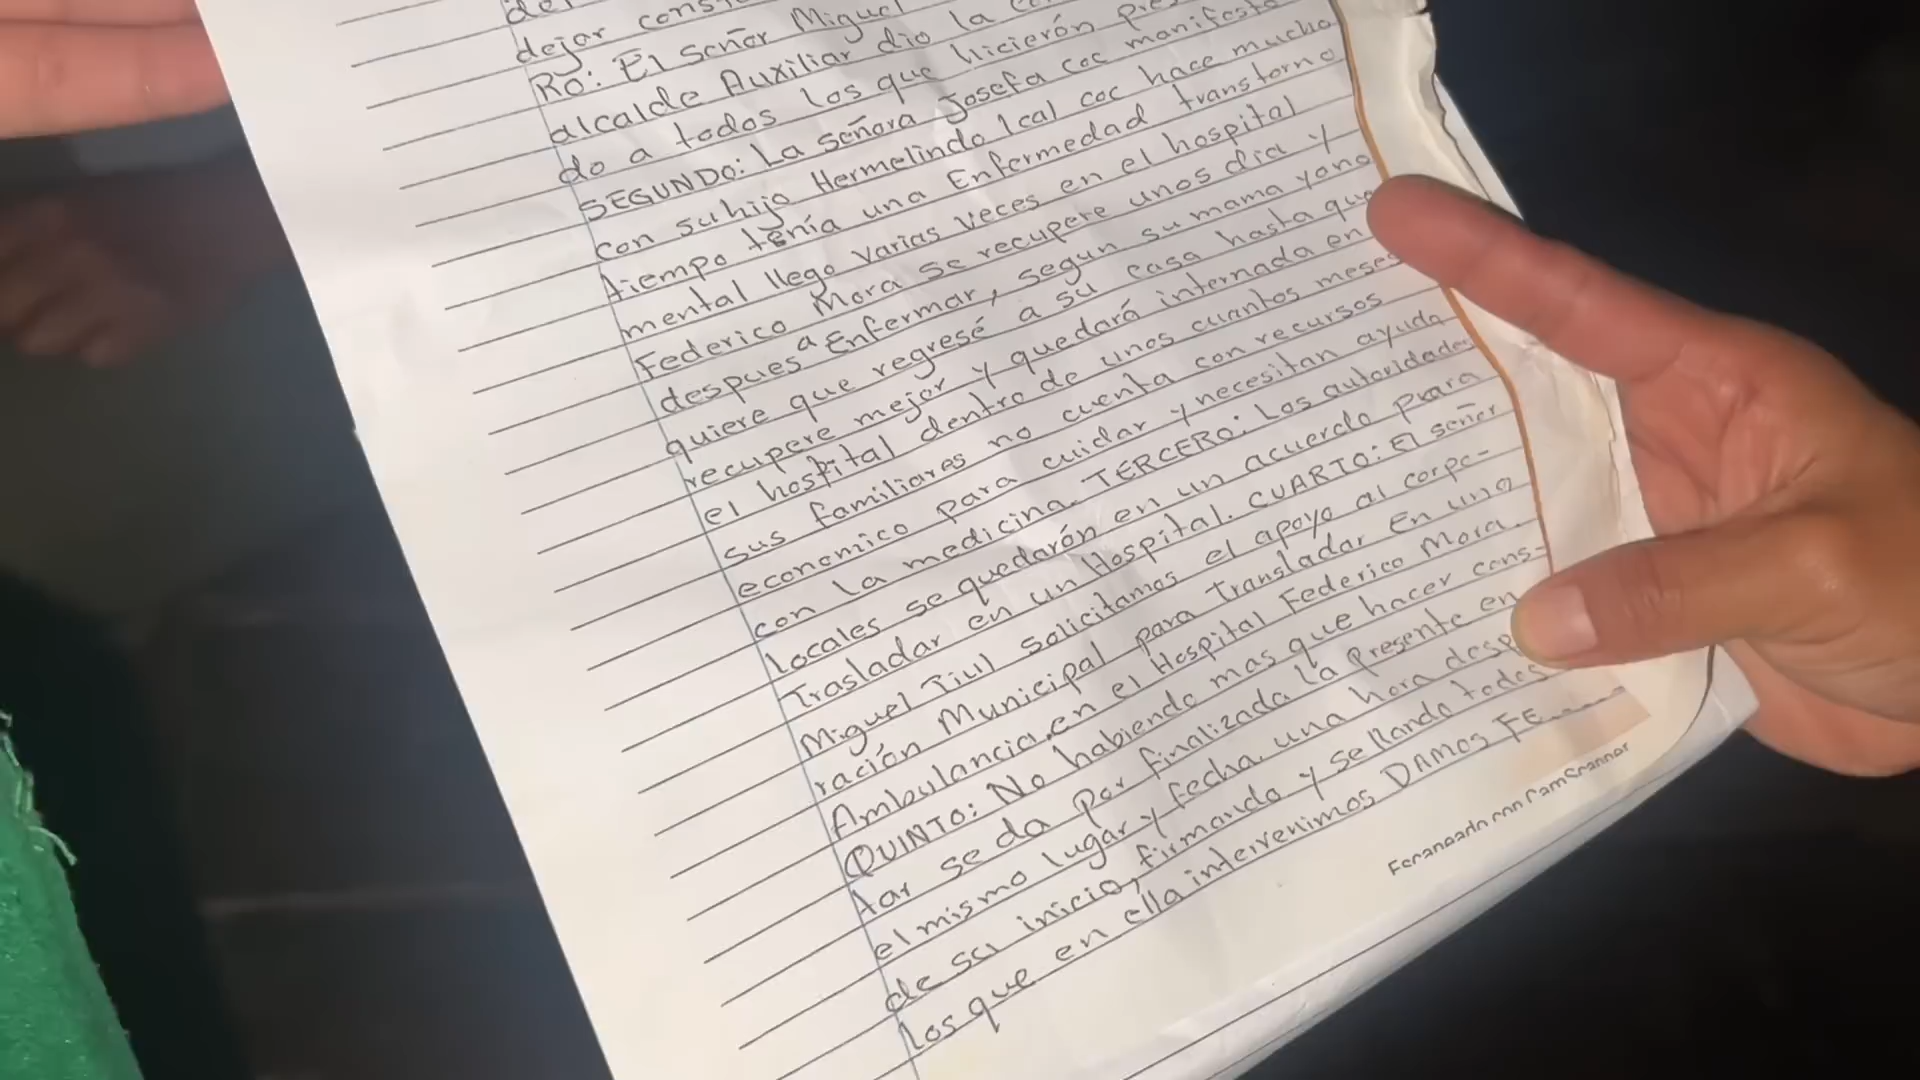 dejar cons
RO: El señor Miguel
alcalde Auxiliar dio la
do a todos los que hicierón pre
SEGUNDO: La señora Josefa coc manifesto
con su hijo Hermelindo Ical coc hace mucho
tiempo tenía una Enfermedad transtorno
mental llego varias veces en el hospital
Federico Mora se recupere unos dia y
despues a Enfermar, segun su mama yano
quiere que regresé a su casa hasta que
recupere mejor y quedará internada en
el hospital dentro de unos cuantos meses
sus familiares no cuenta con recursos
economico para cuidar y necesitan ayuda
con la medicina. TERCERO: Los autoridades
Locales se quedarón en un acuerdo para
Trasladar en un Hospital. CUARTO: El señor
Miguel Tiul solicitamos el apoyo al corpo-
ración Municipal para Transladar En una
Ambulancia, en el Hospital Federico Mora.
QUINTO: No habiendo mas que hacer cons-
tar se da por finalizada la presente en
el mismo lugar y fecha, una hora desp
de su inicio, firmando y sellando todos
los que en ella intervenimos DAMOS FE.
Escaneado con CamScanner